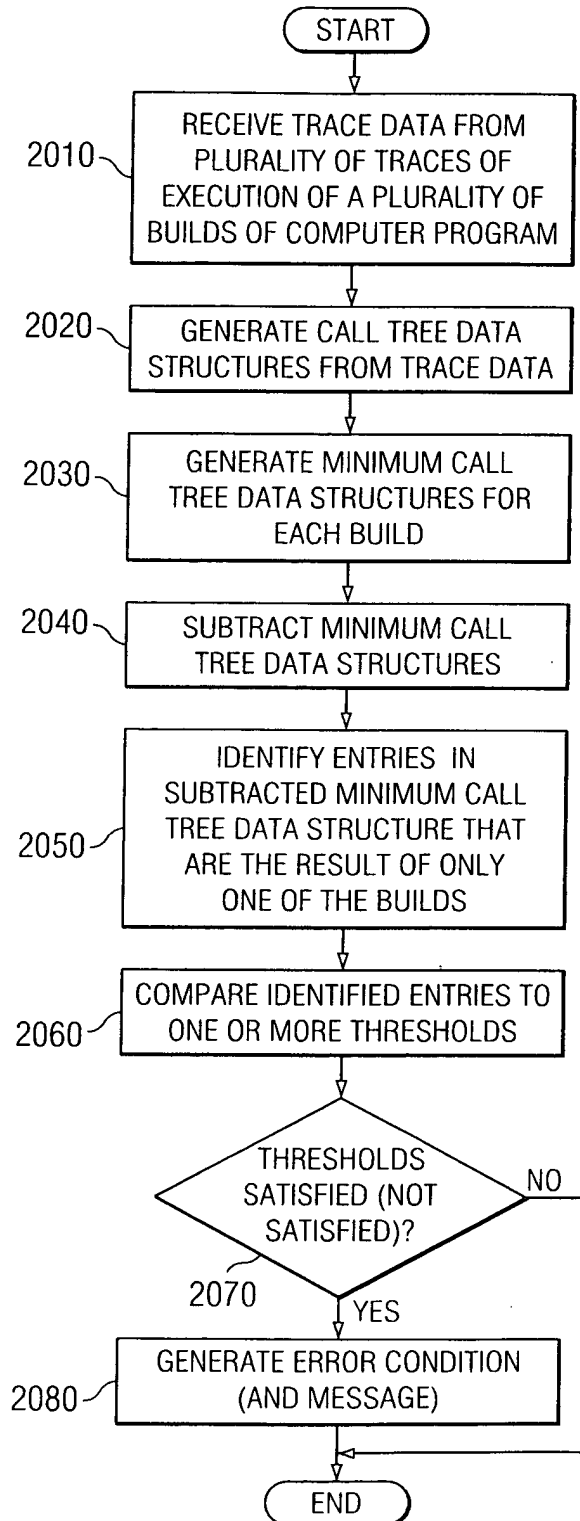 START
2010
RECEIVE TRACE DATA FROM
PLURALITY OF TRACES OF
EXECUTION OF A PLURALITY OF
BUILDS OF COMPUTER PROGRAM
2020
GENERATE CALL TREE DATA
STRUCTURES FROM TRACE DATA
2030
GENERATE MINIMUM CALL
TREE DATA STRUCTURES FOR
EACH BUILD
2040
SUBTRACT MINIMUM CALL
TREE DATA STRUCTURES
2050
IDENTIFY ENTRIES IN
SUBTRACTED MINIMUM CALL
TREE DATA STRUCTURE THAT
ARE THE RESULT OF ONLY
ONE OF THE BUILDS
2060
COMPARE IDENTIFIED ENTRIES TO
ONE OR MORE THRESHOLDS
THRESHOLDS
SATISFIED (NOT
SATISFIED)?
NO
2070
YES
2080
GENERATE ERROR CONDITION
(AND MESSAGE)
END